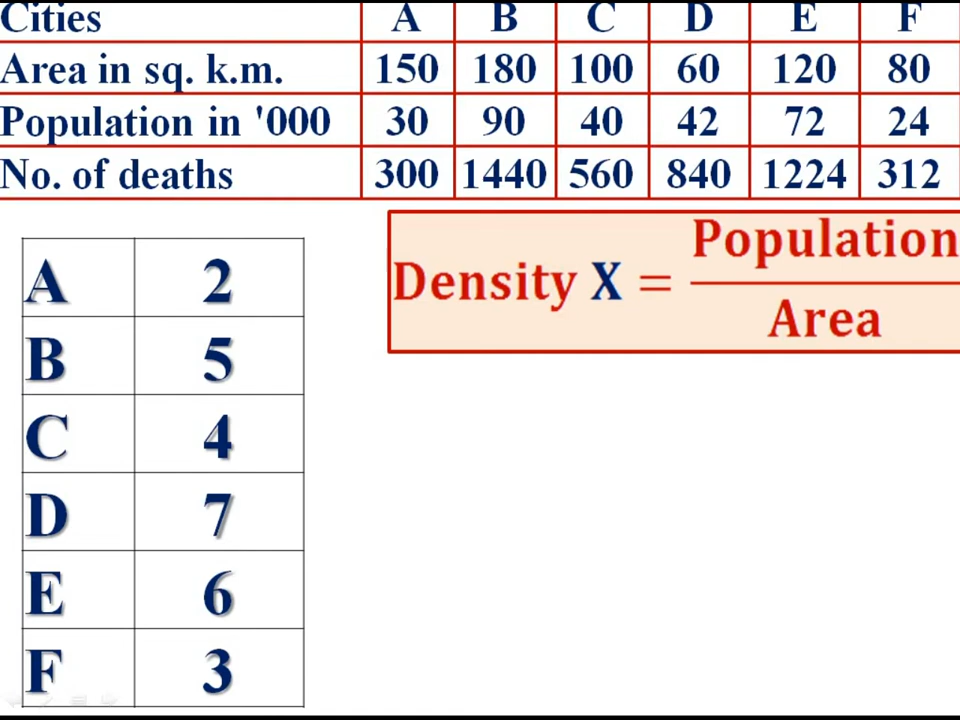 Cities A B C D E F
Area in sq. k.m. 150 180 100 60 120 80
Population in '000 30 90 40 42 72 24
No. of deaths 300 1440 560 840 1224 312
Density X = Population
Area
A 2
B 5
C 4
D 7
E 6
F 3